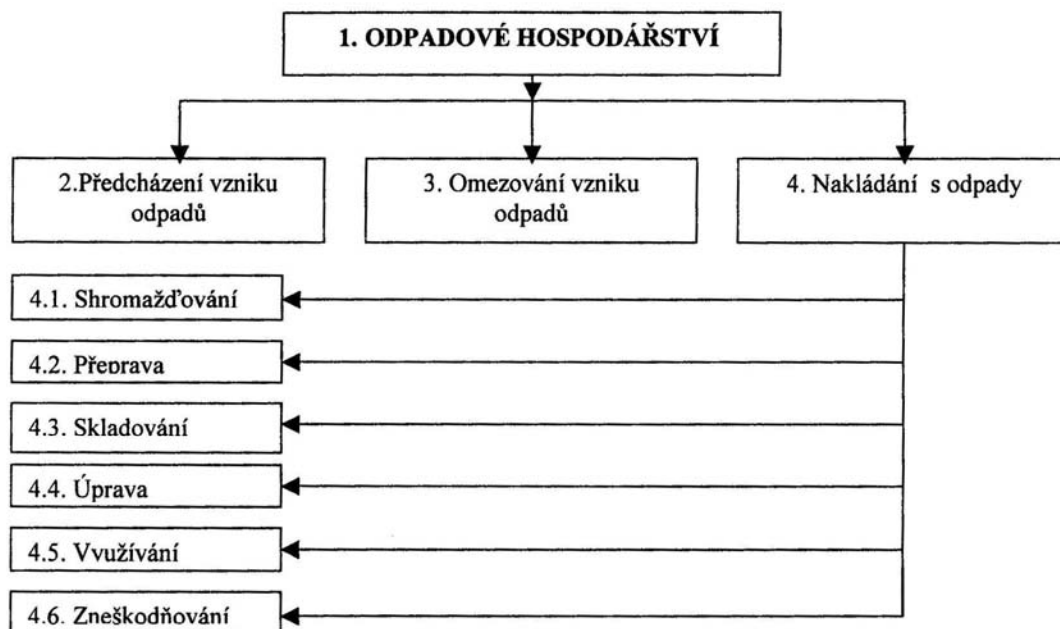 1. ODPADOVÉ HOSPODÁŘSTVÍ
2.Předcházení vzniku
odpadů
3. Omezování vzniku
odpadů
4. Nakládání s odpady
4.1. Shromažďování
4.2. Přeprava
4.3. Skladování
4.4. Úprava
4.5. Využívání
4.6. Zneškodňování